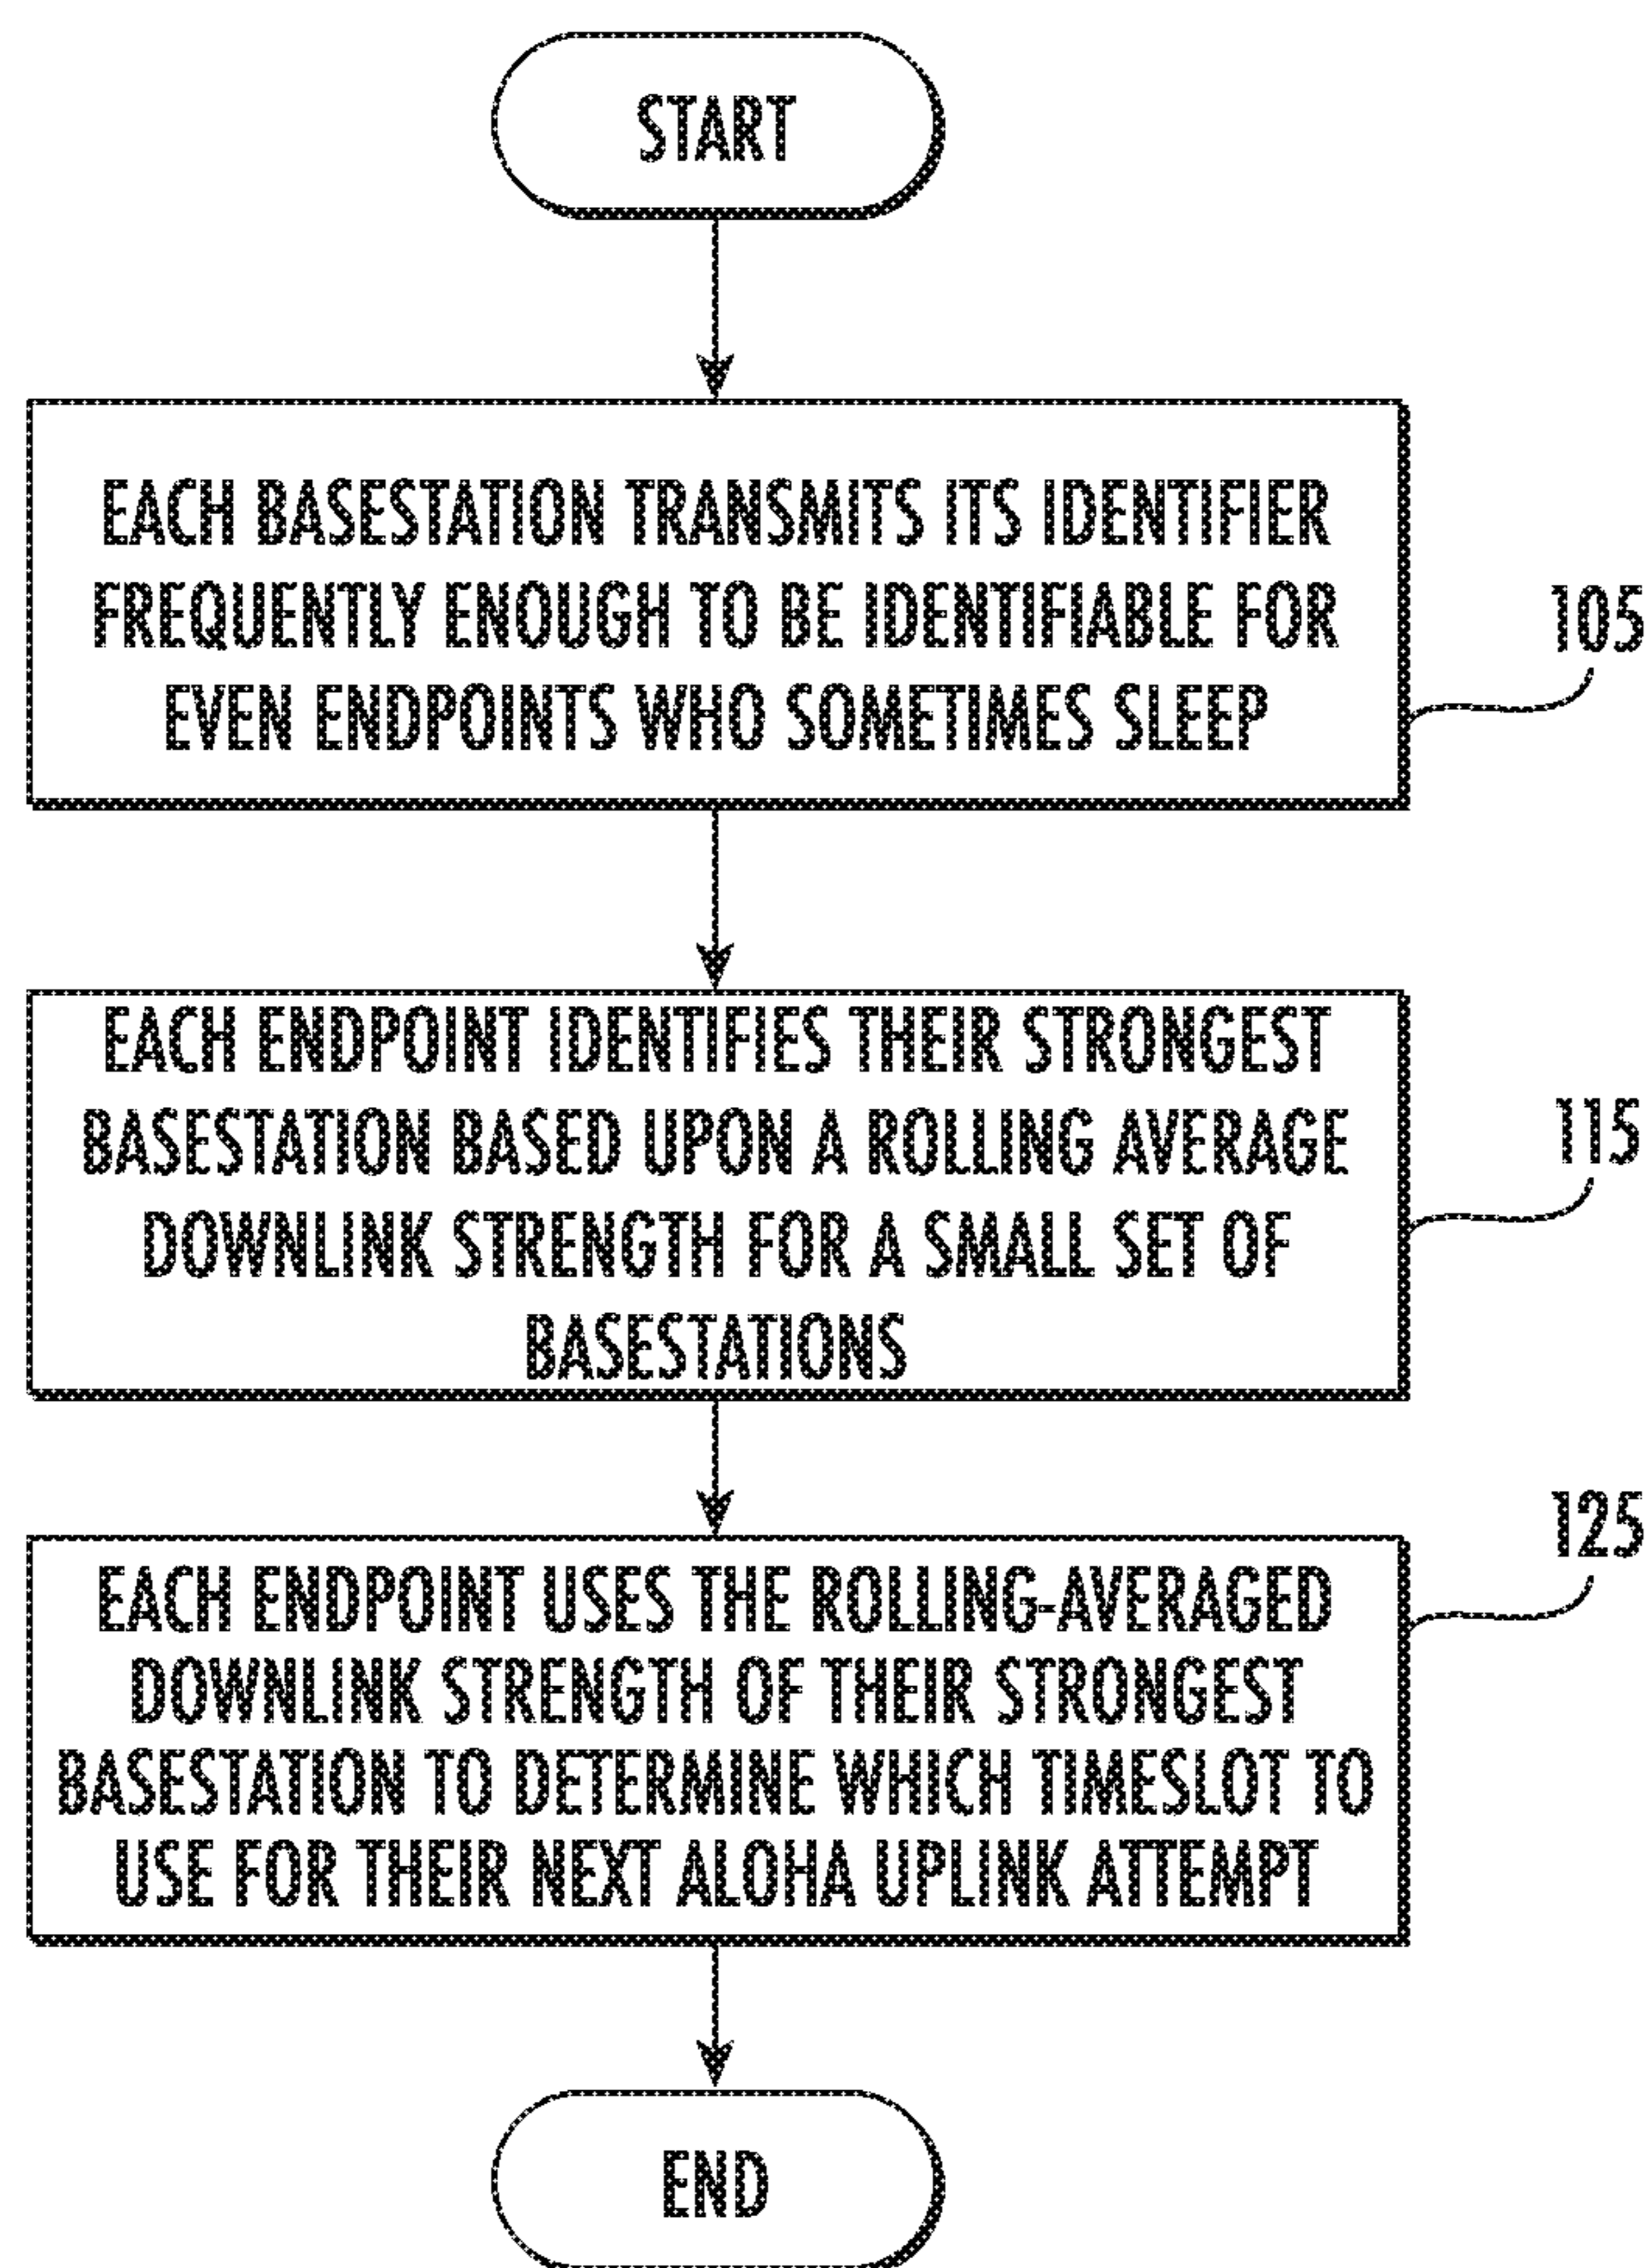 START
EACH BASESTATION TRANSMITS ITS IDENTIFIER
FREQUENTLY ENOUGH TO BE IDENTIFIABLE FOR
EVEN ENDPOINTS WHO SOMETIMES SLEEP
105
EACH ENDPOINT IDENTIFIES THEIR STRONGEST
BASESTATION BASED UPON A ROLLING AVERAGE
DOWNLINK STRENGTH FOR A SMALL SET OF
BASESTATIONS
115
EACH ENDPOINT USES THE ROLLING-AVERAGED
DOWNLINK STRENGTH OF THEIR STRONGEST
BASESTATION TO DETERMINE WHICH TIMESLOT TO
USE FOR THEIR NEXT ALOHA UPLINK ATTEMPT
125
END